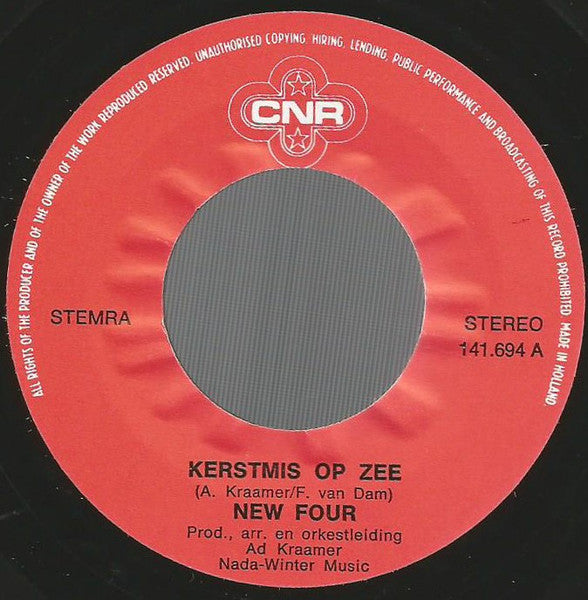 ALL RIGHTS OF THE PRODUCER AND OF THE OWNER OF THE WORK REPRODUCED RESERVED. UNAUTHORISED COPYING, HIRING, LENDING, PUBLIC PERFORMANCE AND BROADCASTING OF THIS RECORD PROHIBITED. MADE IN HOLLAND.
CNR
STEMRA
STEREO
141.694 A
KERSTMIS OP ZEE
(A. Kraamer/F. van Dam)
NEW FOUR
Prod., arr. en orkestleiding
Ad Kraamer
Nada-Winter Music